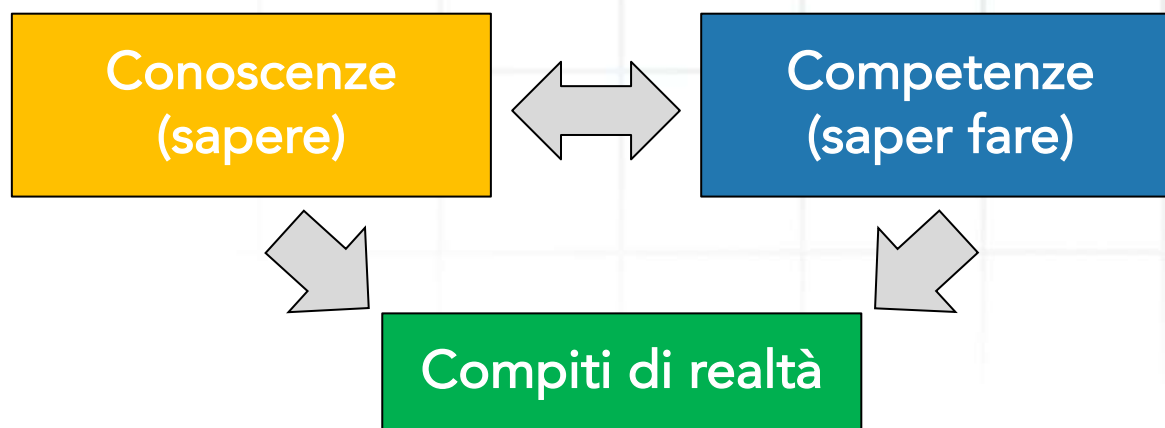 Conoscenze
(sapere)
Competenze
(saper fare)
Compiti di realtà